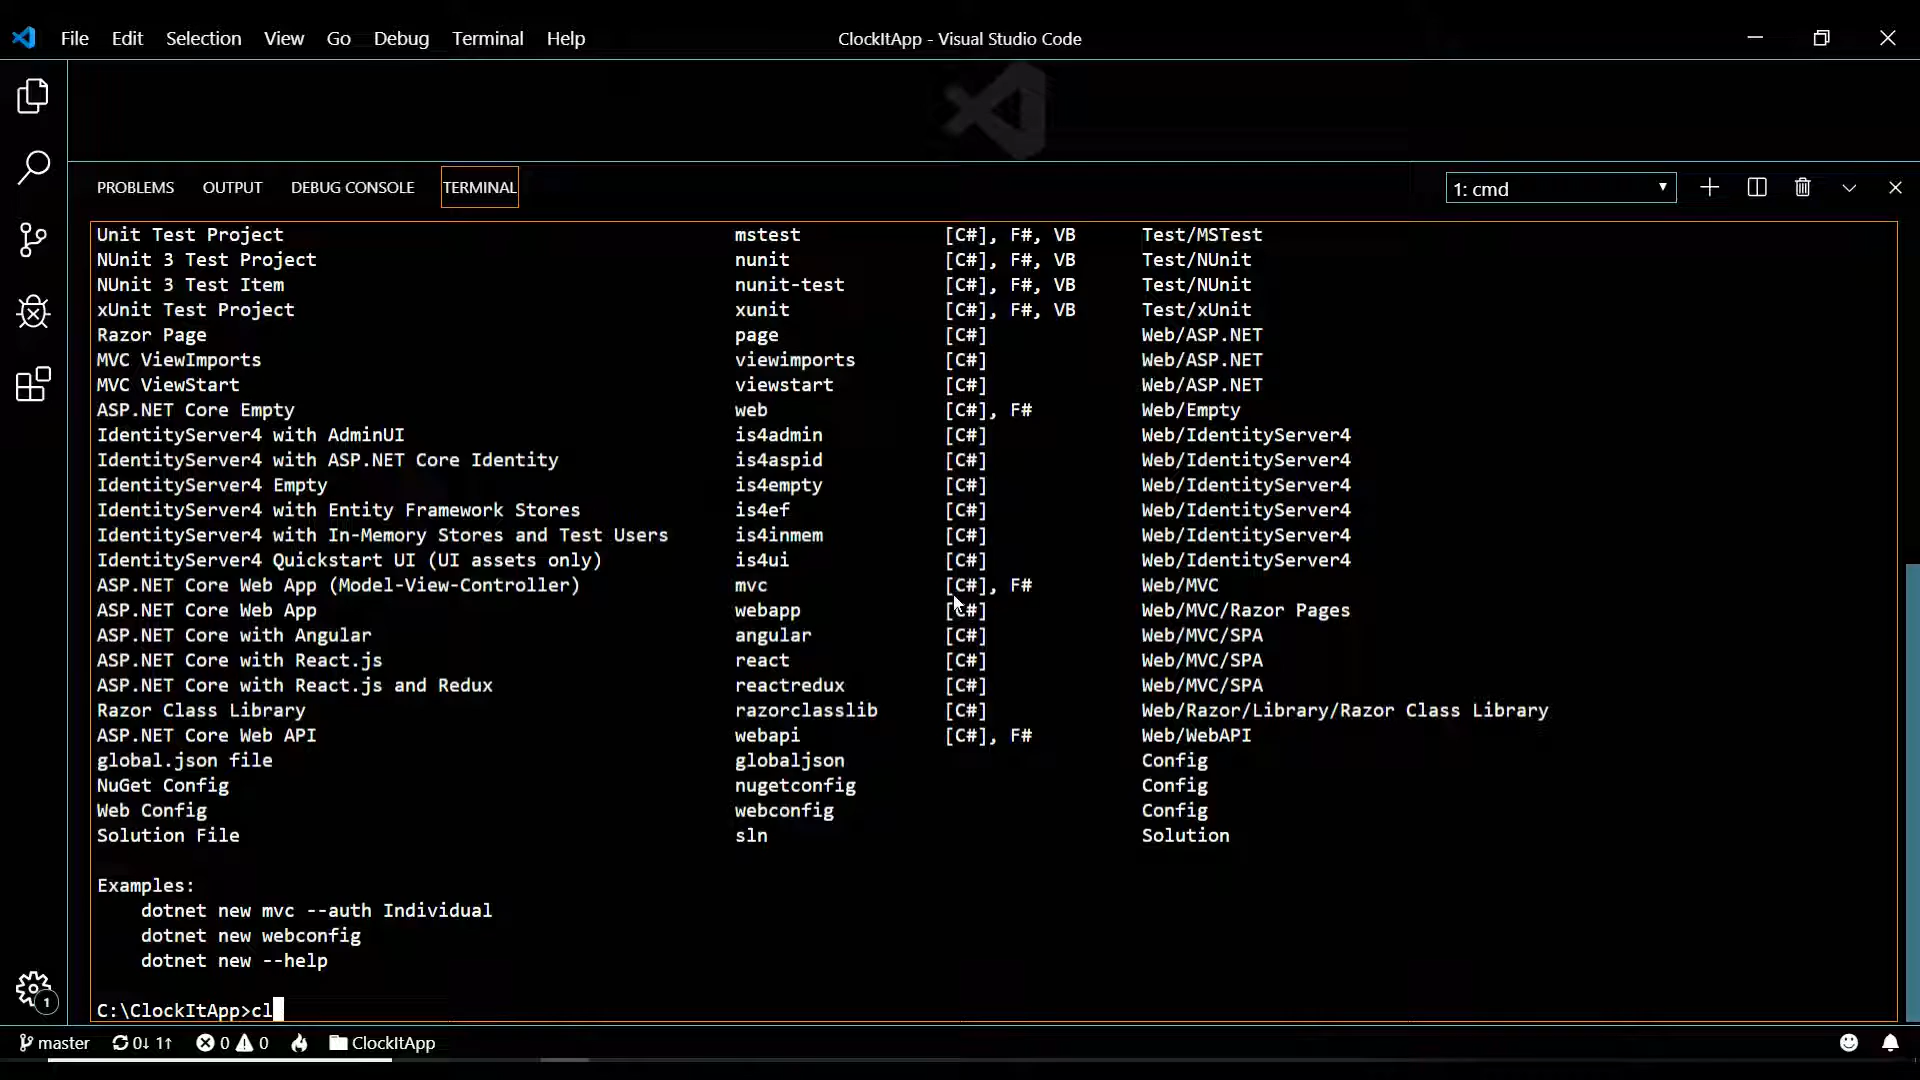 File Edit Selection View Go Debug Terminal Help ClockItApp - Visual Studio Code
PROBLEMS OUTPUT DEBUG CONSOLE TERMINAL 1: cmd
Unit Test Project mstest [C#], F#, VB Test/MSTest
NUnit 3 Test Project nunit [C#], F#, VB Test/NUnit
NUnit 3 Test Item nunit-test [C#], F#, VB Test/NUnit
xUnit Test Project xunit [C#], F#, VB Test/xUnit
Razor Page page [C#] Web/ASP.NET
MVC ViewImports viewimports [C#] Web/ASP.NET
MVC ViewStart viewstart [C#] Web/ASP.NET
ASP.NET Core Empty web [C#], F# Web/Empty
IdentityServer4 with AdminUI is4admin [C#] Web/IdentityServer4
IdentityServer4 with ASP.NET Core Identity is4aspid [C#] Web/IdentityServer4
IdentityServer4 Empty is4empty [C#] Web/IdentityServer4
IdentityServer4 with Entity Framework Stores is4ef [C#] Web/IdentityServer4
IdentityServer4 with In-Memory Stores and Test Users is4inmem [C#] Web/IdentityServer4
IdentityServer4 Quickstart UI (UI assets only) is4ui [C#] Web/IdentityServer4
ASP.NET Core Web App (Model-View-Controller) mvc [C#], F# Web/MVC
ASP.NET Core Web App webapp [C#] Web/MVC/Razor Pages
ASP.NET Core with Angular angular [C#] Web/MVC/SPA
ASP.NET Core with React.js react [C#] Web/MVC/SPA
ASP.NET Core with React.js and Redux reactredux [C#] Web/MVC/SPA
Razor Class Library razorclasslib [C#] Web/Razor/Library/Razor Class Library
ASP.NET Core Web API webapi [C#], F# Web/WebAPI
global.json file globaljson Config
NuGet Config nugetconfig Config
Web Config webconfig Config
Solution File sln Solution
Examples:
dotnet new mvc --auth Individual
dotnet new webconfig
dotnet new --help
C:\ClockItApp>cl
1
master 0↓ 1↑ 0 0 ClockItApp